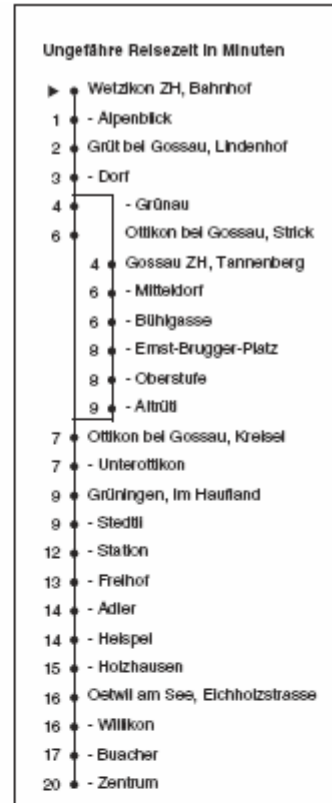 Ungefähre Reisezeit in Minuten
Wetzikon ZH, Bahnhof
1 - Alpenblick
2 Grüt bei Gossau, Lindenhof
3 - Dorf
4 - Grünau
6 Ottikon bei Gossau, Strick
4 Gossau ZH, Tannenberg
6 - Mitteldorf
6 - Bühlgasse
8 - Ernst-Brugger-Platz
8 - Oberstufe
9 - Altrüti
7 Ottikon bei Gossau, Kreisel
7 - Unterottikon
9 Grüningen, Im Haufland
9 - Stedtli
12 - Station
13 - Freihof
14 - Adler
14 - Heispel
15 - Holzhausen
16 Oetwil am See, Eichholzstrasse
16 - Willikon
17 - Buacher
20 - Zentrum